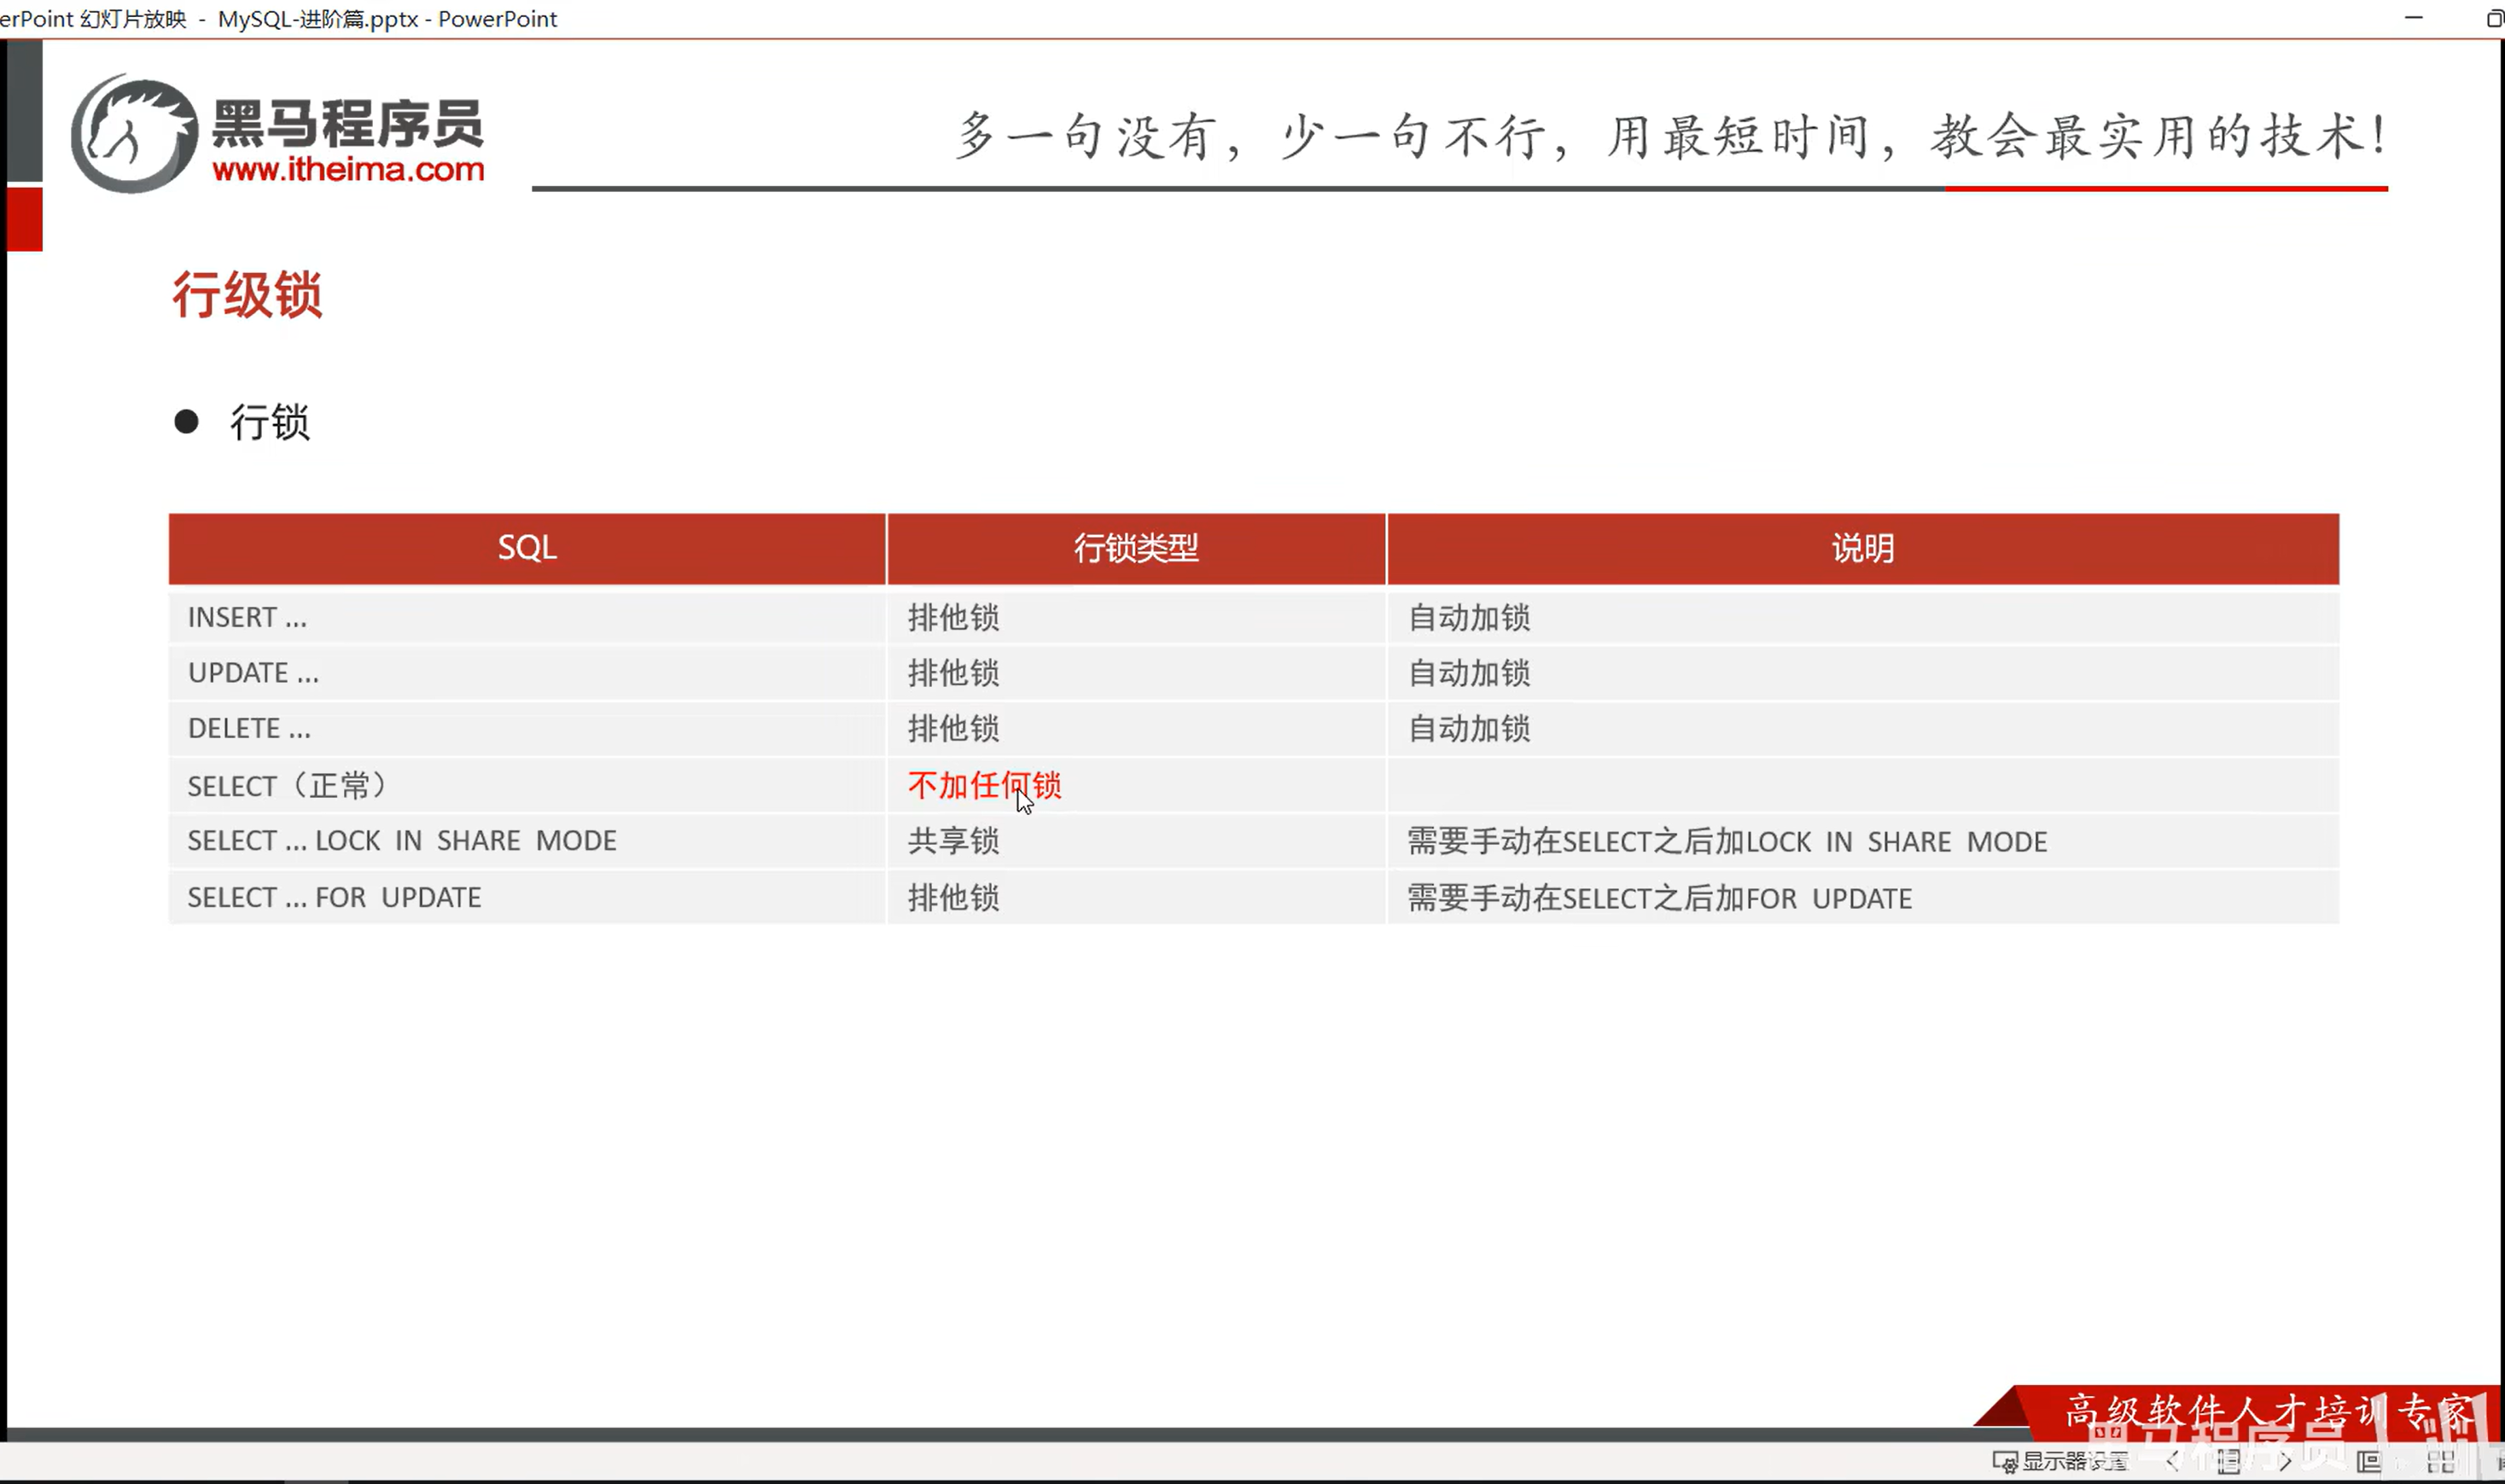 erPoint 幻灯片放映 - MySQL-进阶篇.pptx - PowerPoint
黑马程序员
www.itheima.com
多一句没有，少一句不行，用最短时间，教会最实用的技术！
行级锁
● 行锁
SQL 行锁类型 说明
INSERT ... 排他锁 自动加锁
UPDATE ... 排他锁 自动加锁
DELETE ... 排他锁 自动加锁
SELECT（正常） 不加任何锁
SELECT ... LOCK IN SHARE MODE 共享锁 需要手动在SELECT之后加LOCK IN SHARE MODE
SELECT ... FOR UPDATE 排他锁 需要手动在SELECT之后加FOR UPDATE
高级软件人才培训专家
黑马程序员
显示器设置